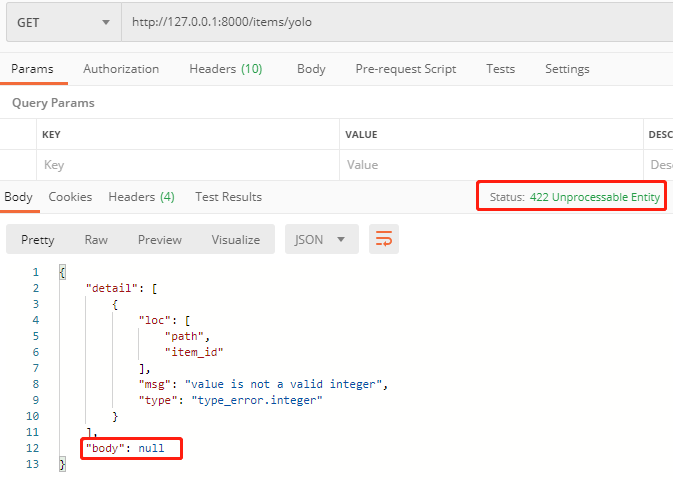 GET http://127.0.0.1:8000/items/yolo
Params Authorization Headers (10) Body Pre-request Script Tests Settings
Query Params
KEY VALUE DESC
Key Value Des
Body Cookies Headers (4) Test Results Status: 422 Unprocessable Entity
Pretty Raw Preview Visualize JSON
1 {
2 "detail": [
3 {
4 "loc": [
5 "path",
6 "item_id"
7 ],
8 "msg": "value is not a valid integer",
9 "type": "type_error.integer"
10 }
11 ],
12 "body": null
13 }